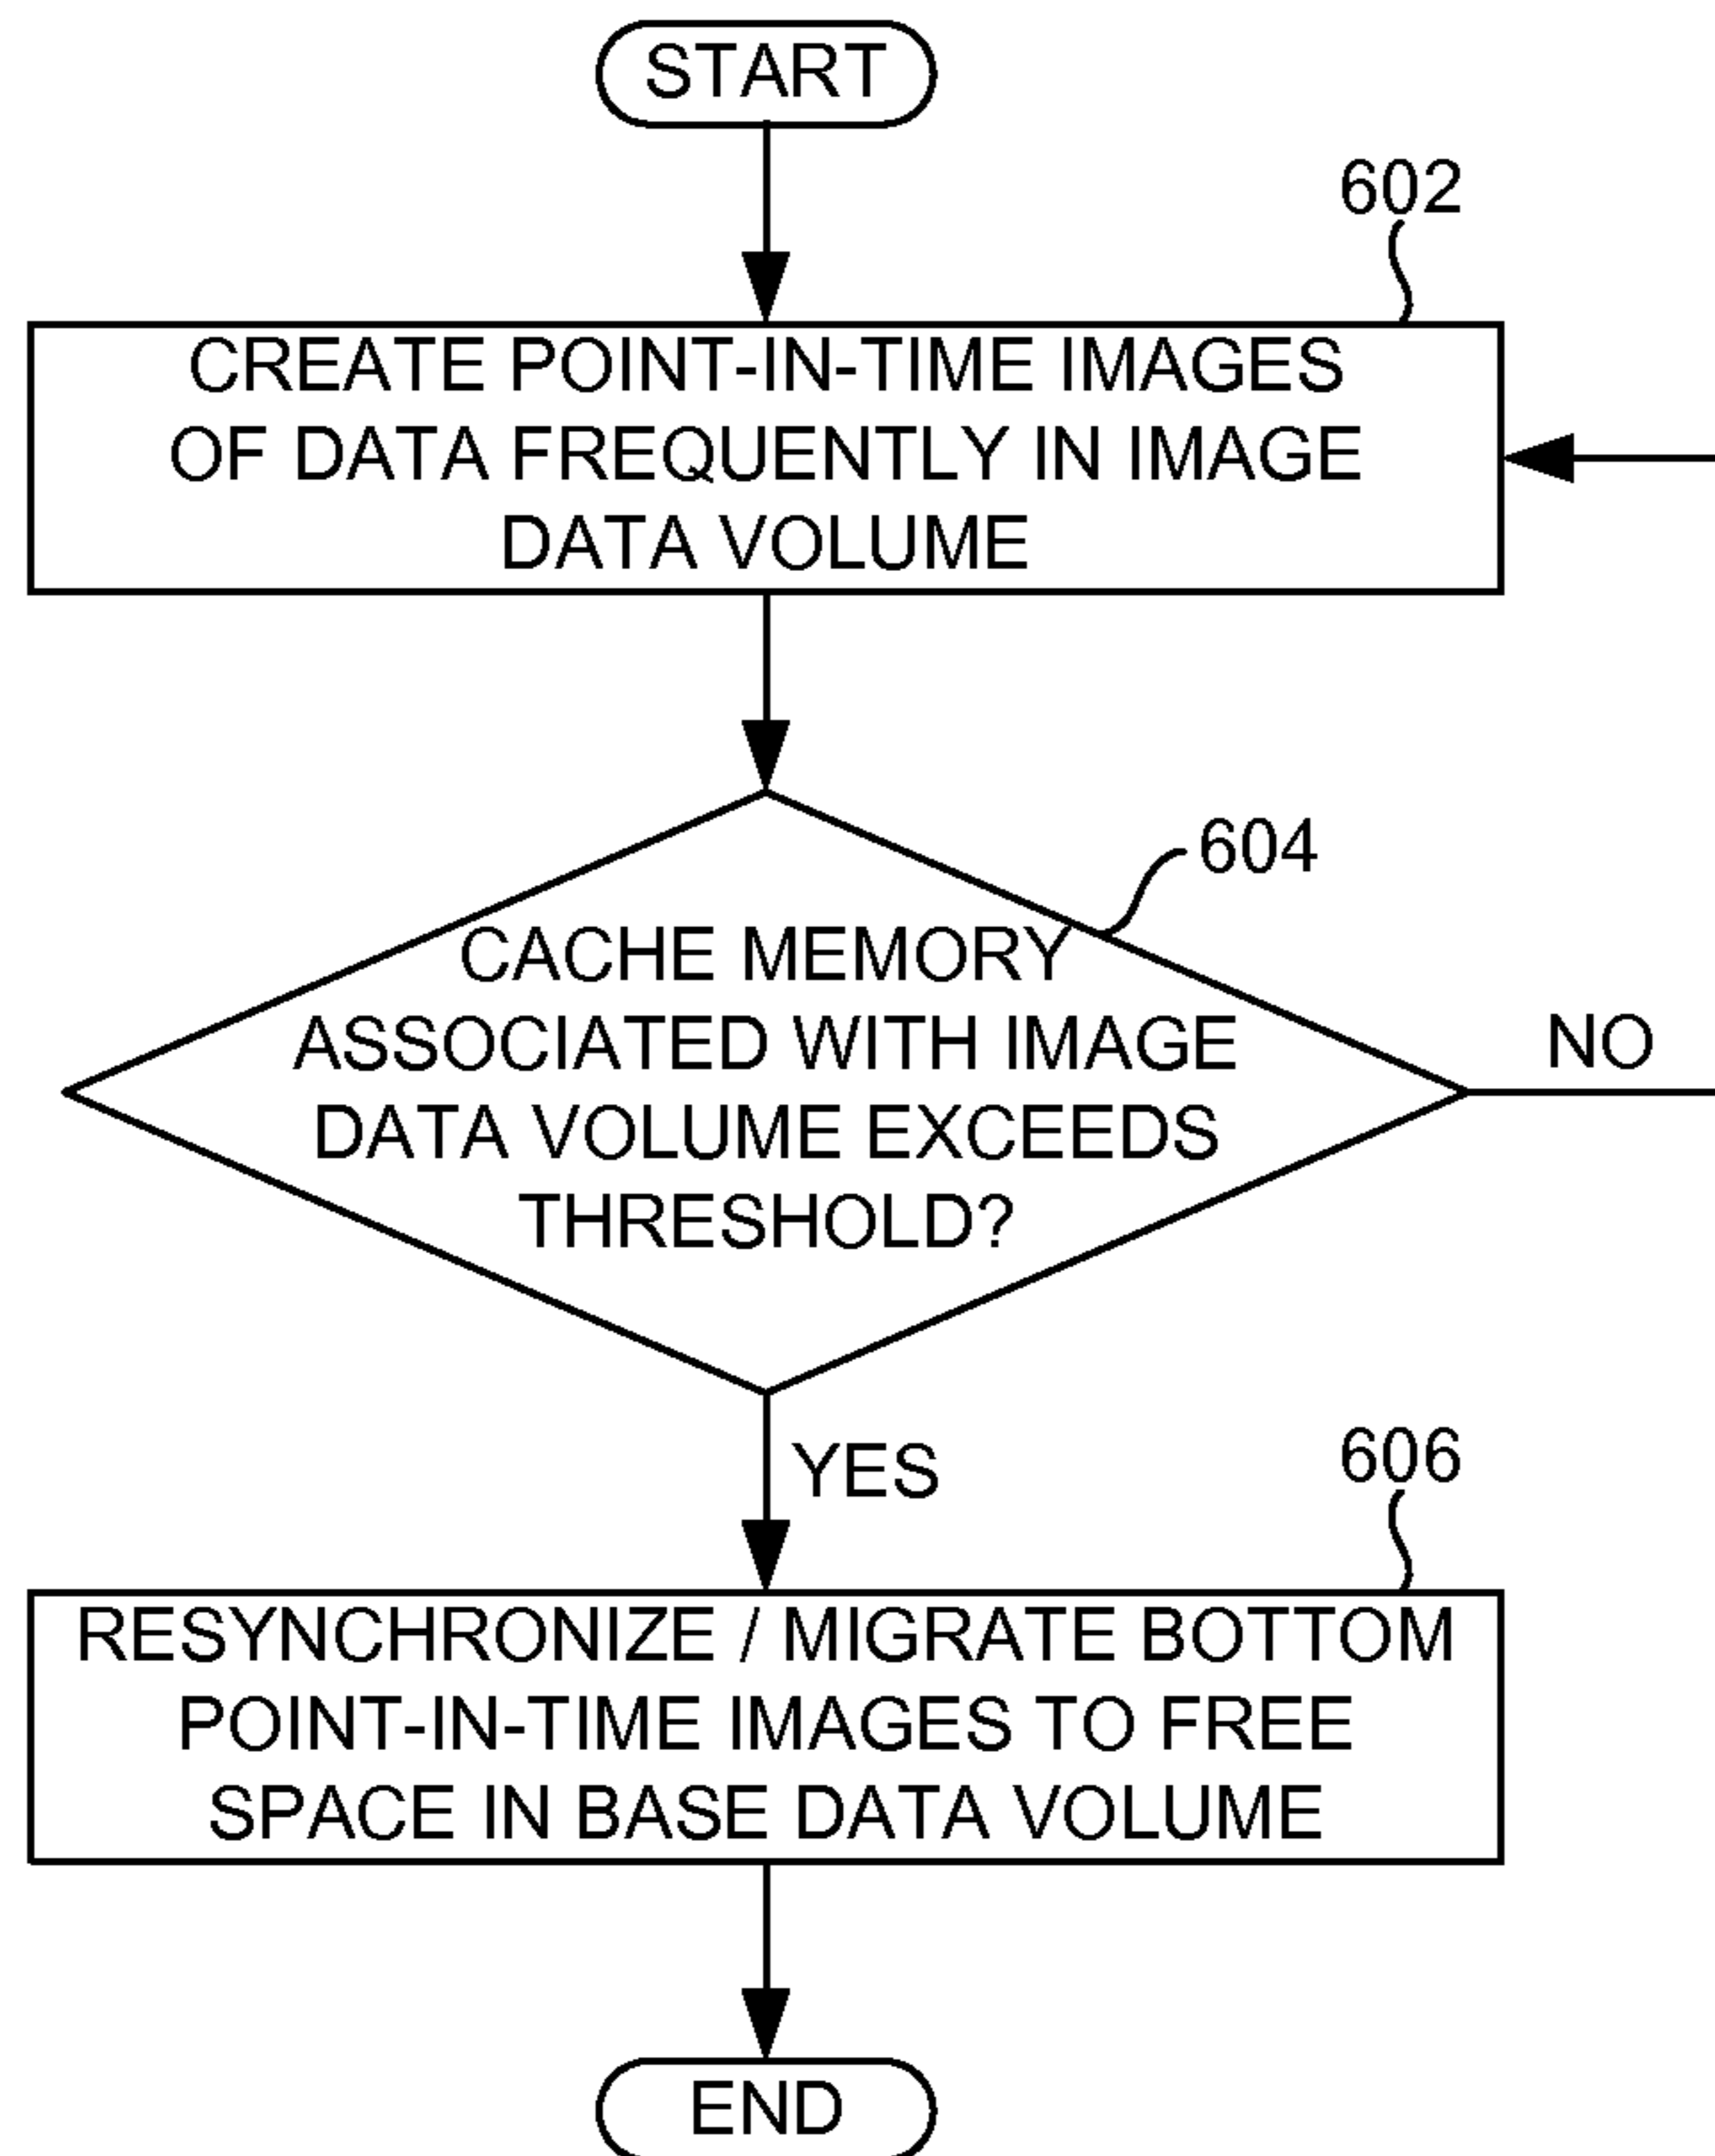 START
602
CREATE POINT-IN-TIME IMAGES
OF DATA FREQUENTLY IN IMAGE
DATA VOLUME
604
CACHE MEMORY
ASSOCIATED WITH IMAGE
DATA VOLUME EXCEEDS
THRESHOLD?
NO
YES
606
RESYNCHRONIZE / MIGRATE BOTTOM
POINT-IN-TIME IMAGES TO FREE
SPACE IN BASE DATA VOLUME
END